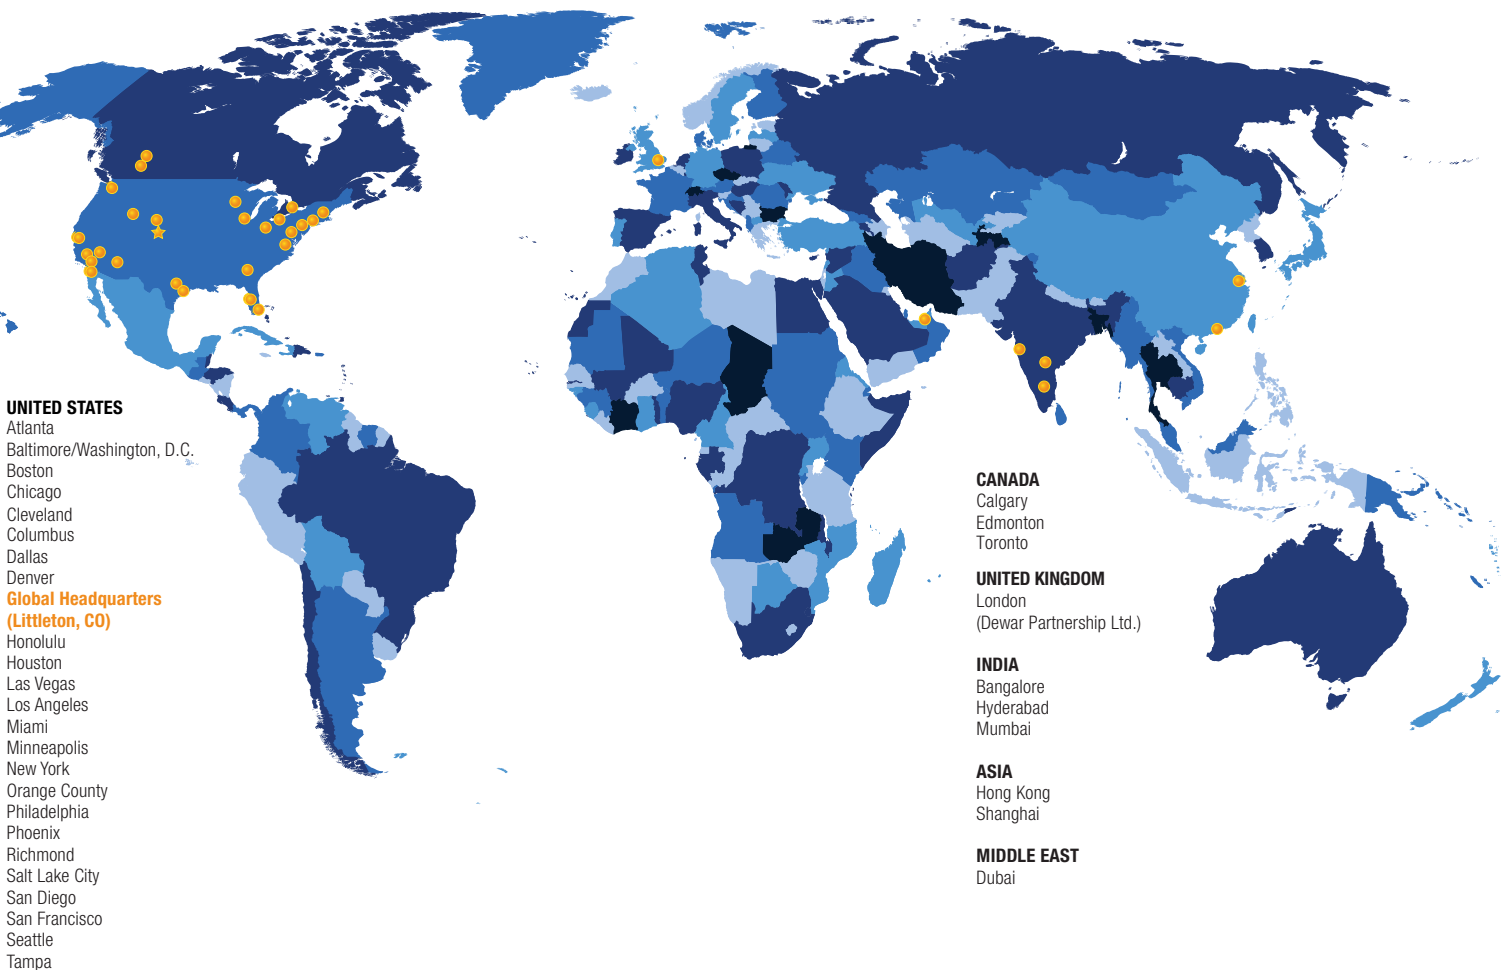 UNITED STATES
Atlanta
Baltimore/Washington, D.C.
Boston
Chicago
Cleveland
Columbus
Dallas
Denver
Global Headquarters
(Littleton, CO)
Honolulu
Houston
Las Vegas
Los Angeles
Miami
Minneapolis
New York
Orange County
Philadelphia
Phoenix
Richmond
Salt Lake City
San Diego
San Francisco
Seattle
Tampa
CANADA
Calgary
Edmonton
Toronto
UNITED KINGDOM
London
(Dewar Partnership Ltd.)
INDIA
Bangalore
Hyderabad
Mumbai
ASIA
Hong Kong
Shanghai
MIDDLE EAST
Dubai